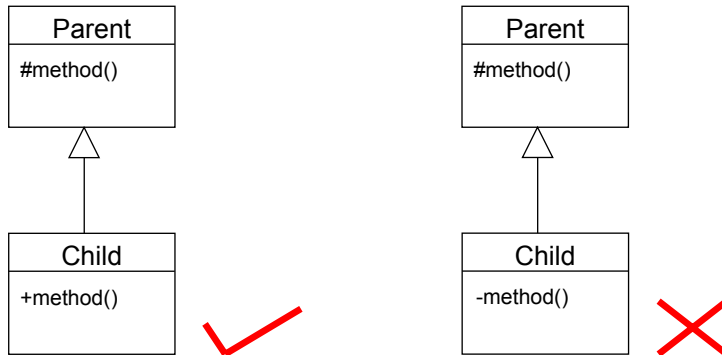 Parent
#method()
Child
+method()
Parent
#method()
Child
-method()